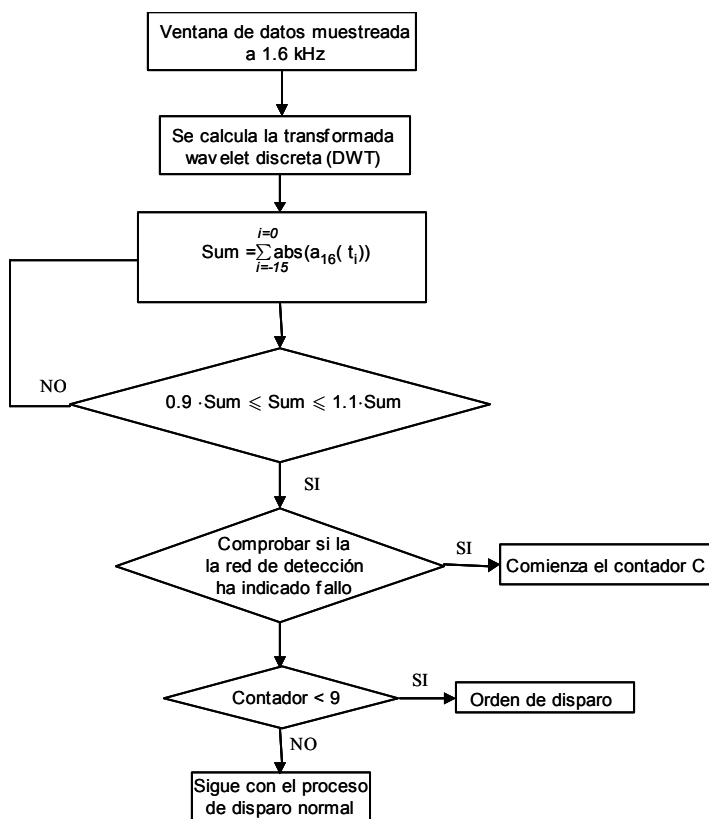 Ventana de datos muestreada
a 1.6 kHz
Se calcula la transformada
wavelet discreta (DWT)
i=0
Sum =∑abs(a₁₆( tᵢ))
i=-15
NO
0.9 ·Sum ⩽ Sum ⩽ 1.1·Sum
SI
Comprobar si la
la red de detección
ha indicado fallo
SI
Comienza el contador C
Contador < 9
SI
Orden de disparo
NO
Sigue con el proceso
de disparo normal